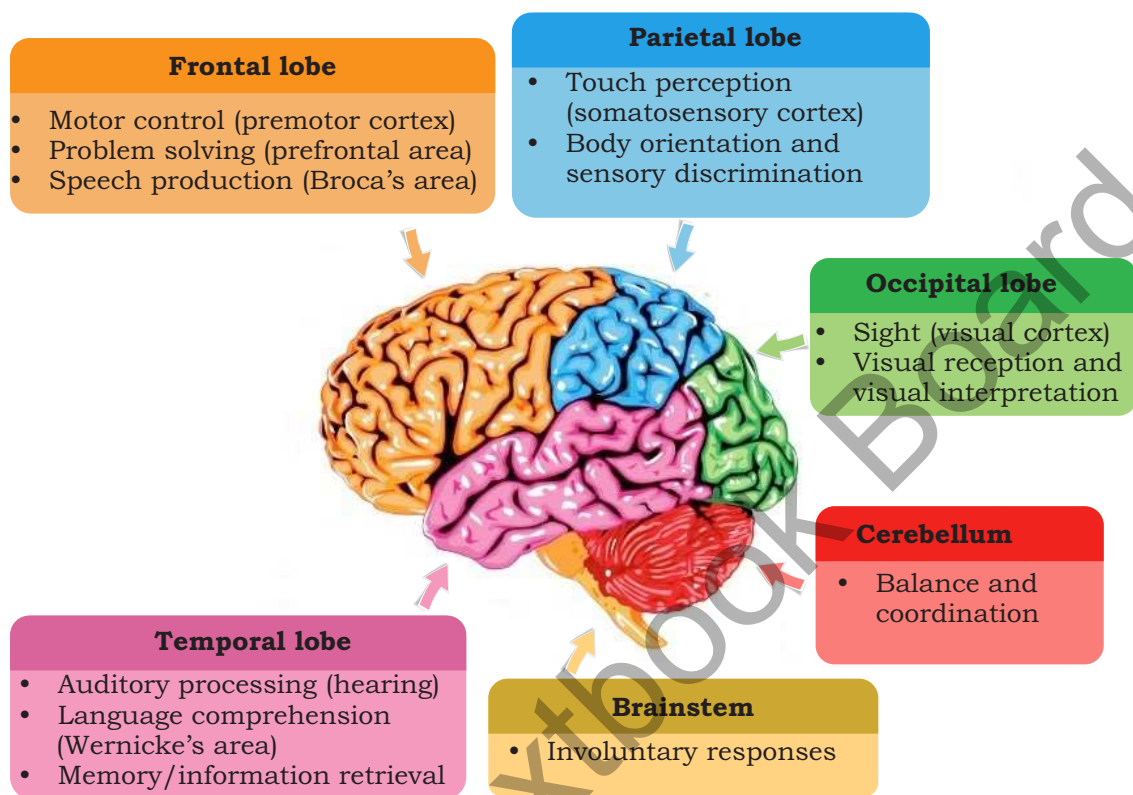 Frontal lobe
• Motor control (premotor cortex)
• Problem solving (prefrontal area)
• Speech production (Broca's area)
Parietal lobe
• Touch perception
(somatosensory cortex)
• Body orientation and
sensory discrimination
Occipital lobe
• Sight (visual cortex)
• Visual reception and
visual interpretation
Cerebellum
• Balance and
coordination
Temporal lobe
• Auditory processing (hearing)
• Language comprehension
(Wernicke's area)
• Memory/information retrieval
Brainstem
• Involuntary responses
xtbook Board